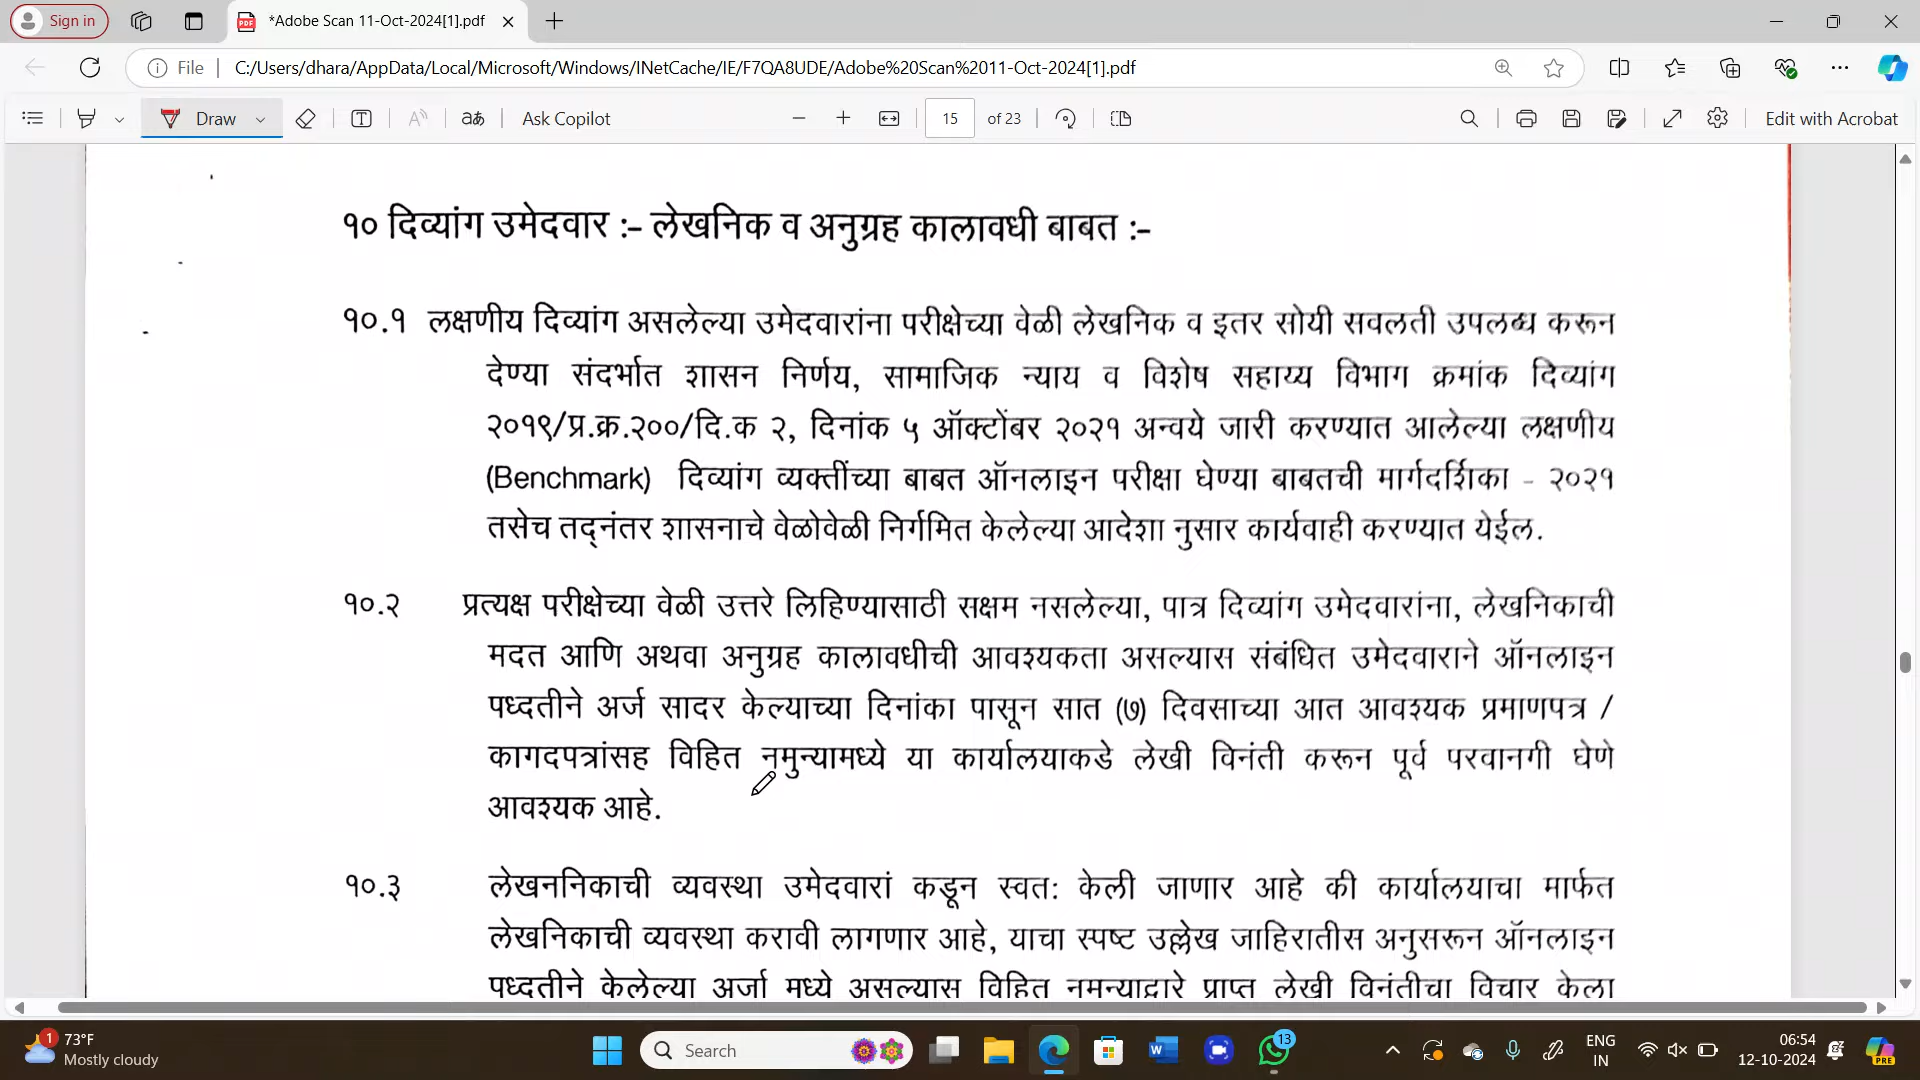 Sign in
*Adobe Scan 11-Oct-2024[1].pdf
File
C:/Users/dhara/AppData/Local/Microsoft/Windows/INetCache/IE/F7QA8UDE/Adobe%20Scan%2011-Oct-2024[1].pdf
Draw
Ask Copilot
15 of 23
Edit with Acrobat
१० दिव्यांग उमेदवार :- लेखनिक व अनुग्रह कालावधी बाबत :-
१०.१ लक्षणीय दिव्यांग असलेल्या उमेदवारांना परीक्षेच्या वेळी लेखनिक व इतर सोयी सवलती उपलब्ध करून
देण्या संदर्भात शासन निर्णय, सामाजिक न्याय व विशेष सहाय्य विभाग क्रमांक दिव्यांग
२०१९/प्र.क्र.२००/दि.क २, दिनांक ५ ऑक्टोंबर २०२१ अन्वये जारी करण्यात आलेल्या लक्षणीय
(Benchmark) दिव्यांग व्यक्तींच्या बाबत ऑनलाइन परीक्षा घेण्या बाबतची मार्गदर्शिका - २०२१
तसेच तद्नंतर शासनाचे वेळोवेळी निर्गमित केलेल्या आदेशा नुसार कार्यवाही करण्यात येईल.
१०.२ प्रत्यक्ष परीक्षेच्या वेळी उत्तरे लिहिण्यासाठी सक्षम नसलेल्या, पात्र दिव्यांग उमेदवारांना, लेखनिकाची
मदत आणि अथवा अनुग्रह कालावधीची आवश्यकता असल्यास संबंधित उमेदवाराने ऑनलाइन
पध्दतीने अर्ज सादर केल्याच्या दिनांका पासून सात (७) दिवसाच्या आत आवश्यक प्रमाणपत्र /
कागदपत्रांसह विहित नमुन्यामध्ये या कार्यालयाकडे लेखी विनंती करून पूर्व परवानगी घेणे
आवश्यक आहे.
१०.३ लेखननिकाची व्यवस्था उमेदवारां कडून स्वत: केली जाणार आहे की कार्यालयाचा मार्फत
लेखनिकाची व्यवस्था करावी लागणार आहे, याचा स्पष्ट उल्लेख जाहिरातीस अनुसरून ऑनलाइन
पध्दतीने केलेल्या अर्जा मध्ये असल्यास विहित नमुन्याद्वारे प्राप्त लेखी विनंतीचा विचार केला
1
73°F
Mostly cloudy
Search
13
ENG
IN
06:54
12-10-2024
PRE